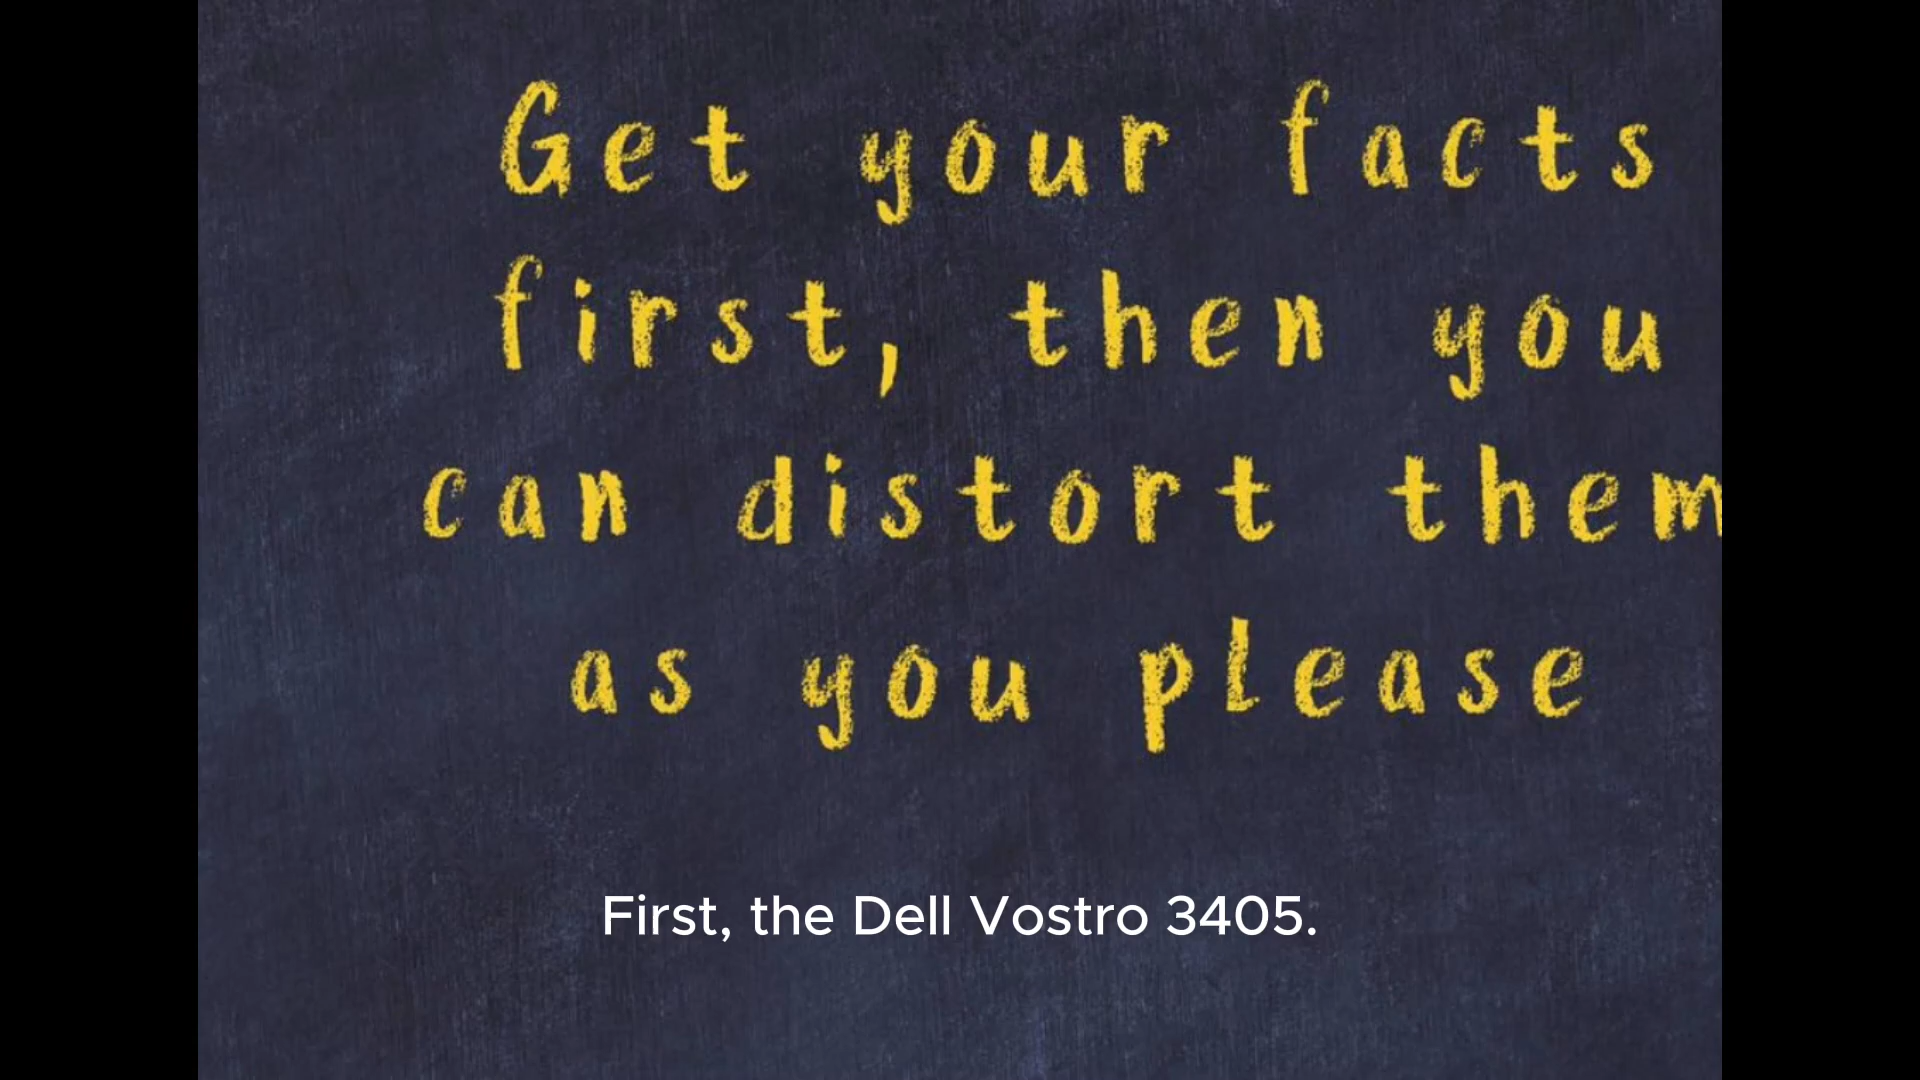 Get your facts
first, then you
can distort them
as you please
First, the Dell Vostro 3405.